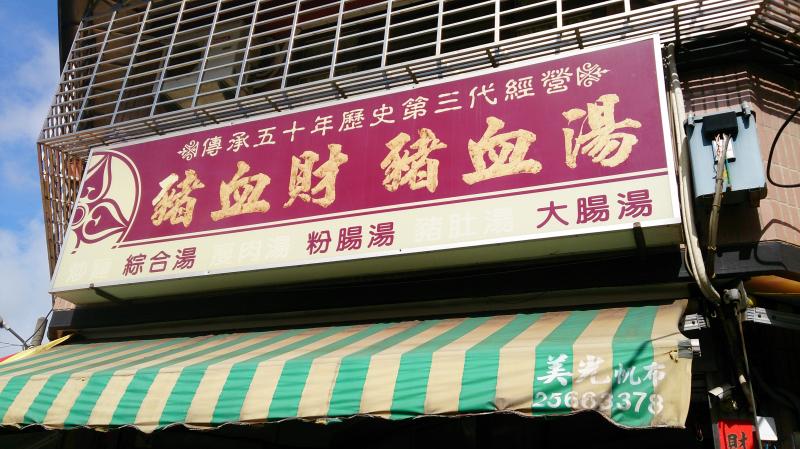 傳承五十年歷史第三代經營
豬血財 豬血湯
綜合湯 肉湯 粉腸湯 豬肚湯 大腸湯
美光帆布
25663378
財